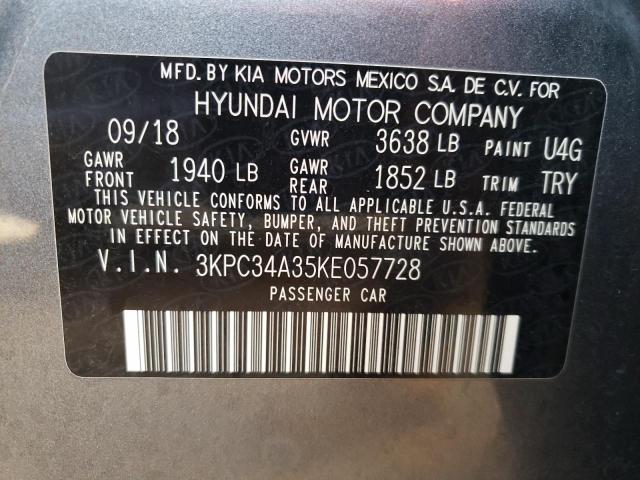 MFD. BY KIA MOTORS MEXICO S.A. DE C.V. FOR
HYUNDAI MOTOR COMPANY
09/18 GVWR 3638 LB PAINT U4G
GAWR FRONT 1940 LB GAWR REAR 1852 LB TRIM TRY
THIS VEHICLE CONFORMS TO ALL APPLICABLE U.S.A. FEDERAL
MOTOR VEHICLE SAFETY, BUMPER, AND THEFT PREVENTION STANDARDS
IN EFFECT ON THE DATE OF MANUFACTURE SHOWN ABOVE.
V.I.N. 3KPC34A35KE057728
PASSENGER CAR